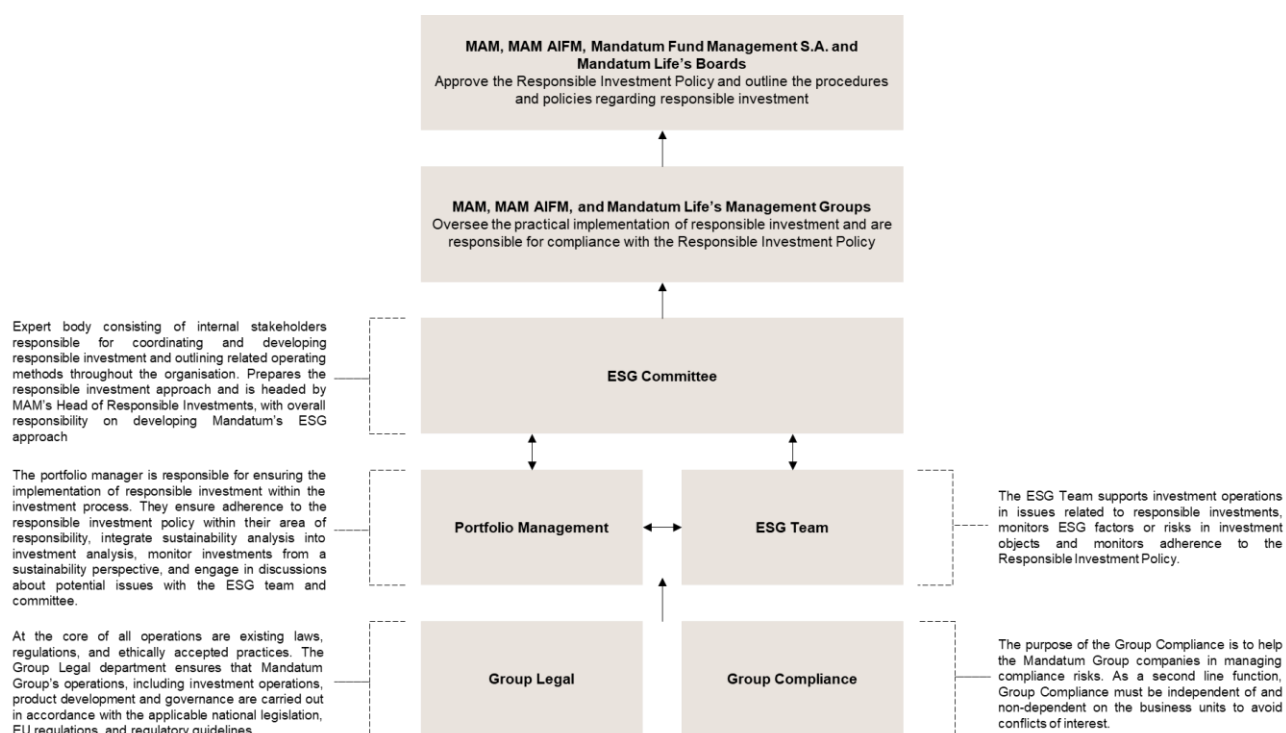 MAM, MAM AIFM, Mandatum Fund Management S.A. and
Mandatum Life's Boards
Approve the Responsible Investment Policy and outline the procedures
and policies regarding responsible investment
MAM, MAM AIFM, and Mandatum Life's Management Groups
Oversee the practical implementation of responsible investment and are
responsible for compliance with the Responsible Investment Policy
Expert body consisting of internal stakeholders
responsible for coordinating and developing
responsible investment and outlining related operating
methods throughout the organisation. Prepares the
responsible investment approach and is headed by
MAM's Head of Responsible Investments, with overall
responsibility on developing Mandatum's ESG
approach
ESG Committee
The portfolio manager is responsible for ensuring the
implementation of responsible investment within the
investment process. They ensure adherence to the
responsible investment policy within their area of
responsibility, integrate sustainability analysis into
investment analysis, monitor investments from a
sustainability perspective, and engage in discussions
about potential issues with the ESG team and
committee.
Portfolio Management
ESG Team
The ESG Team supports investment operations
in issues related to responsible investments,
monitors ESG factors or risks in investment
objects and monitors adherence to the
Responsible Investment Policy.
At the core of all operations are existing laws,
regulations, and ethically accepted practices. The
Group Legal department ensures that Mandatum
Group's operations, including investment operations,
product development and governance are carried out
in accordance with the applicable national legislation,
EU regulations, and regulatory guidelines
Group Legal
Group Compliance
The purpose of the Group Compliance is to help
the Mandatum Group companies in managing
compliance risks. As a second line function,
Group Compliance must be independent of and
non-dependent on the business units to avoid
conflicts of interest.